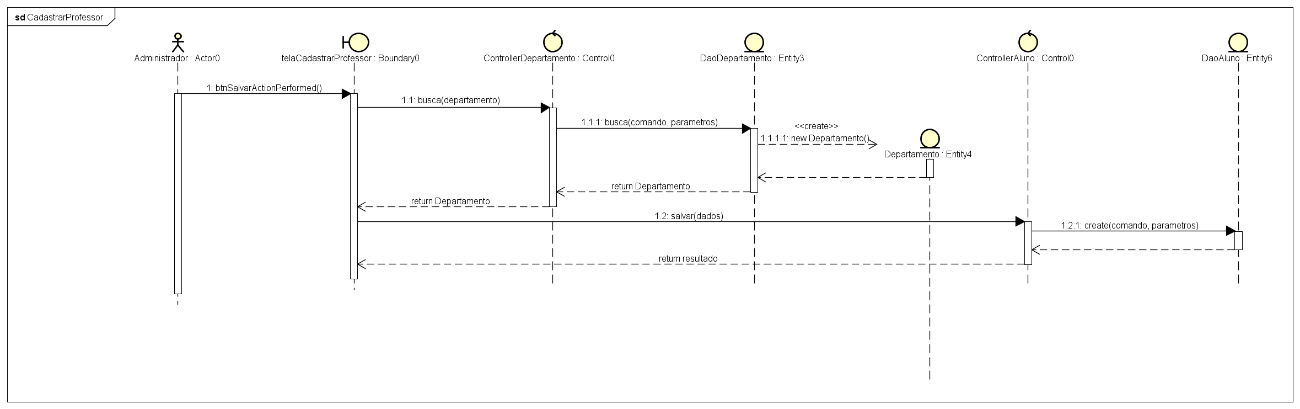 sd CadastrarProfessor
Administrador : Actor0
telaCadastrarProfessor : Boundary0
ControllerDepartamento : Control0
DaoDepartamento : Entity3
ControllerAluno : Control0
DaoAluno : Entity6
1: btnSalvarActionPerformed()
1.1: busca(departamento)
1.1.1: busca(comando, parametros)
<<create>>
1.1.1.1: new Departamento()
Departamento : Entity4
return Departamento
return Departamento
1.2: salvar(dados)
1.2.1: create(comando, parametros)
return resultado